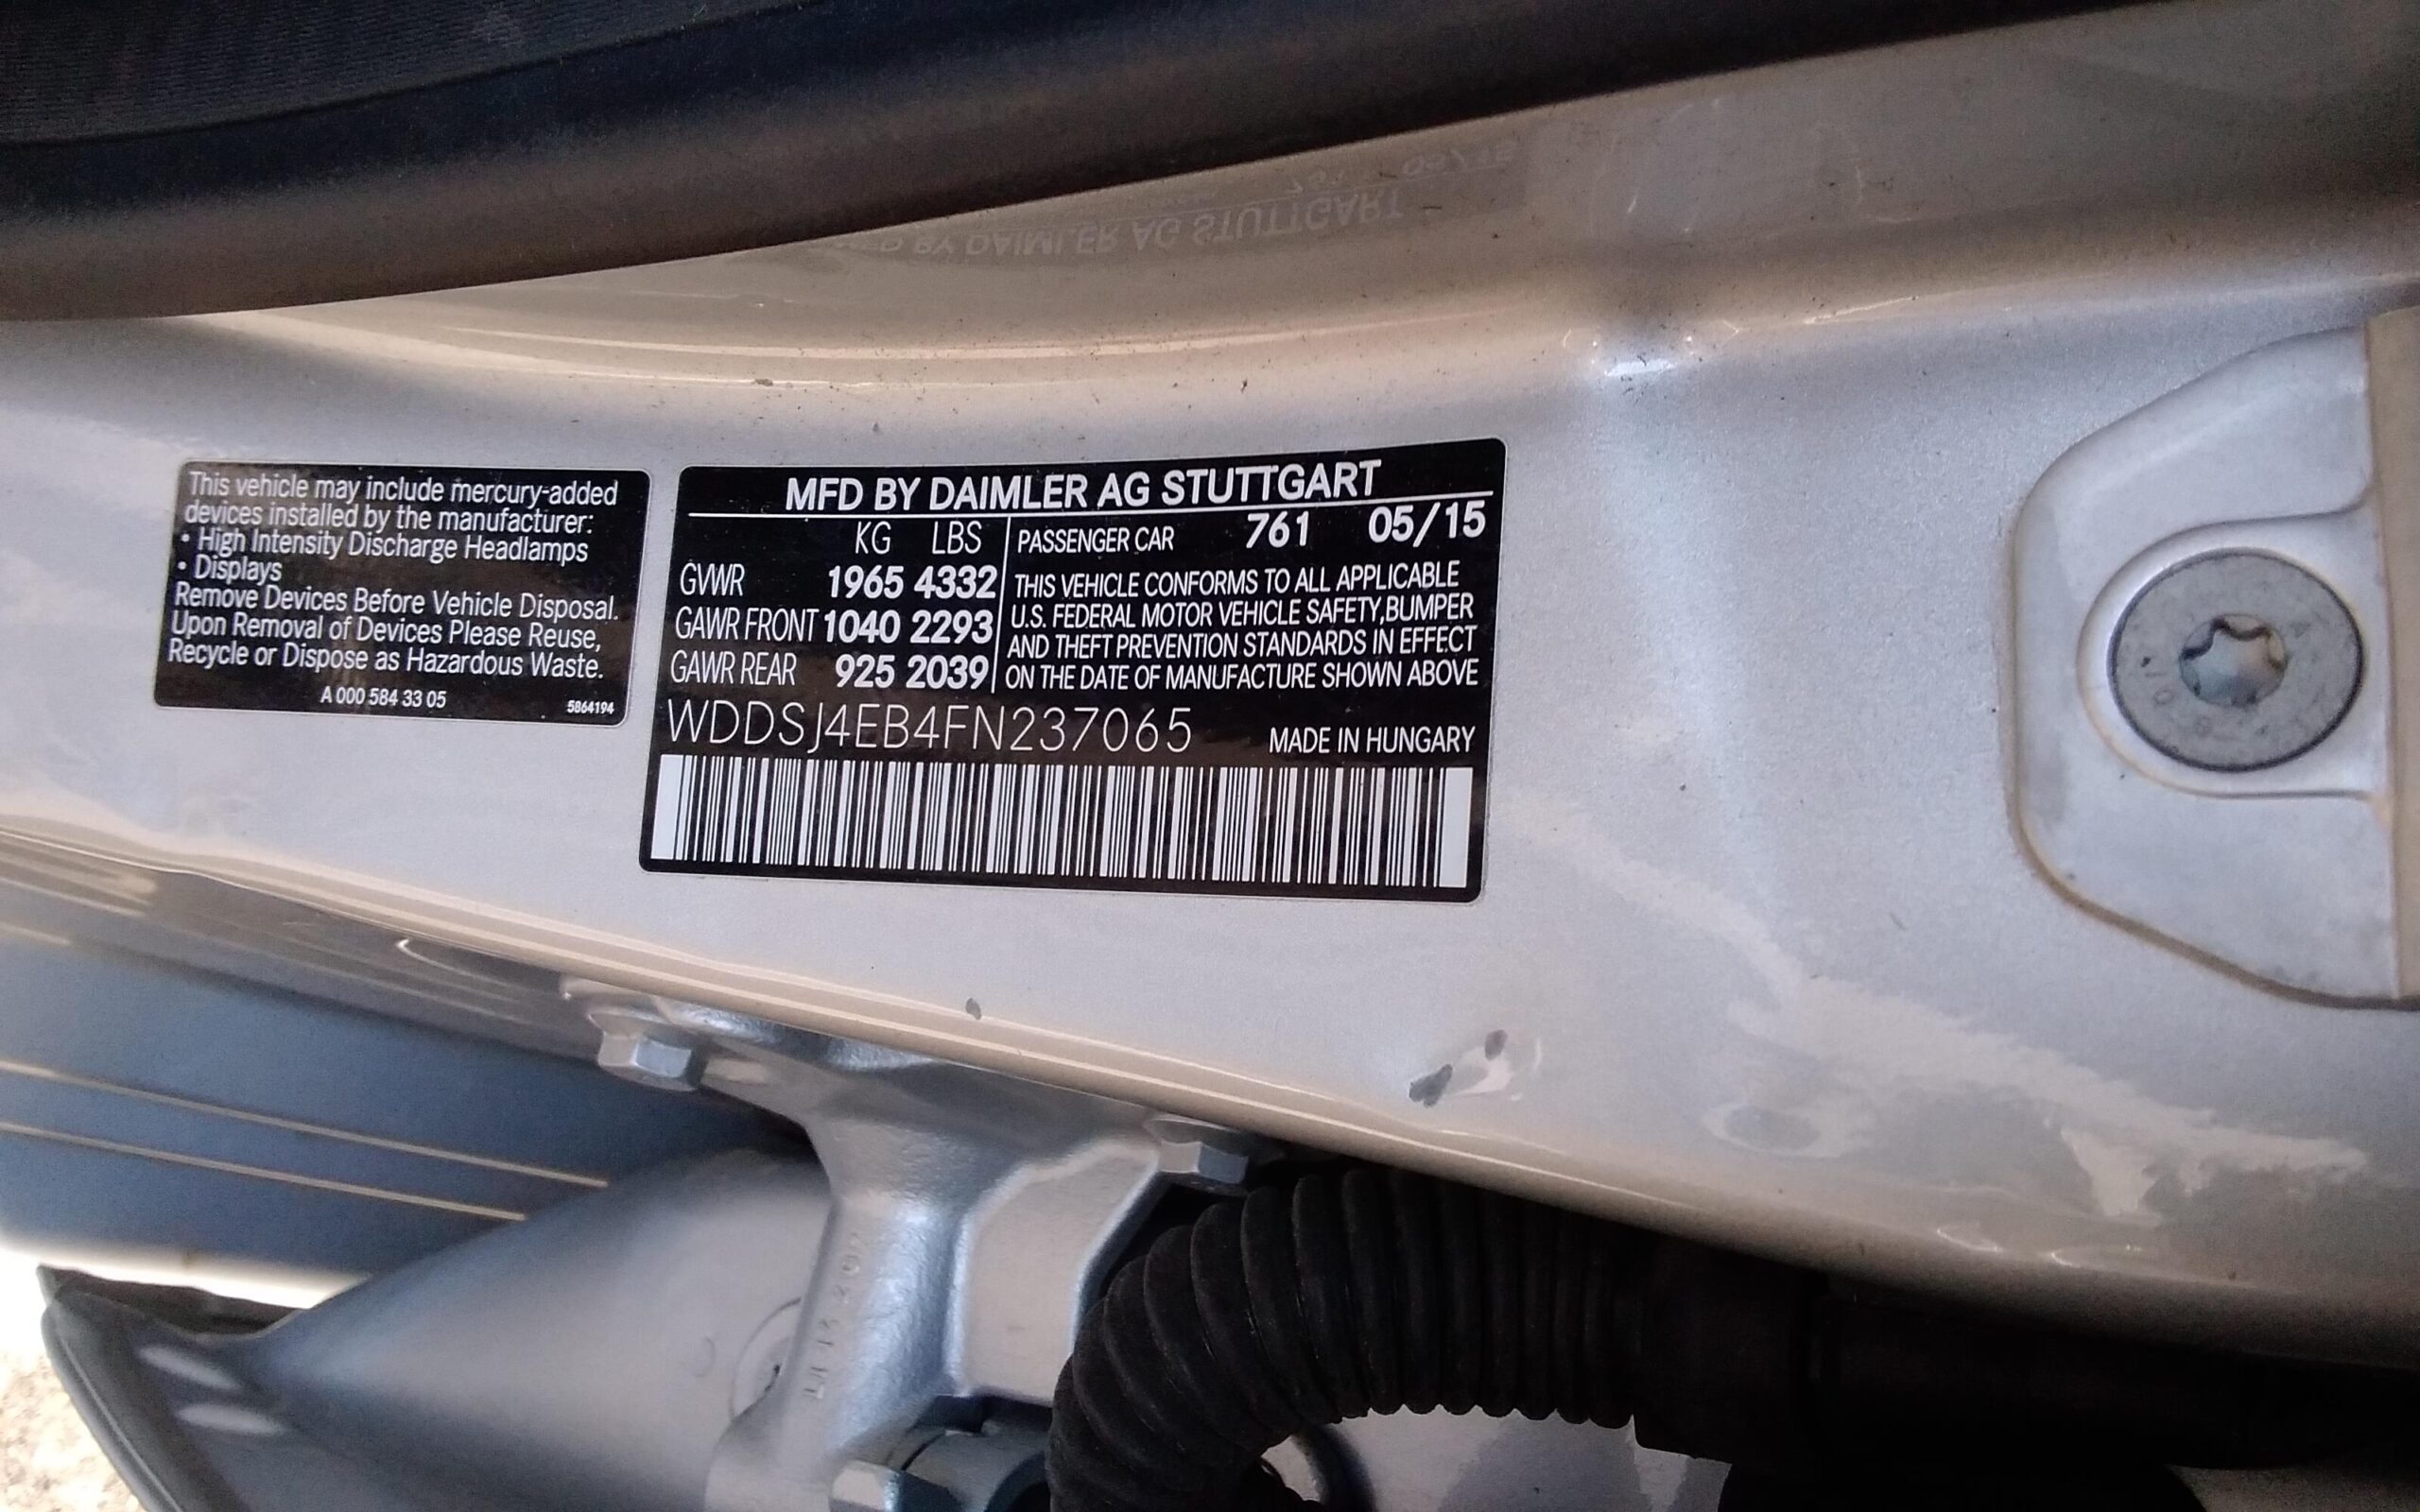 This vehicle may include mercury-added
devices installed by the manufacturer:
• High Intensity Discharge Headlamps
• Displays
Remove Devices Before Vehicle Disposal.
Upon Removal of Devices Please Reuse,
Recycle or Dispose as Hazardous Waste.
A 000 584 33 05 5864194
MFD BY DAIMLER AG STUTTGART
KG LBS
GVWR 1965 4332
GAWR FRONT 1040 2293
GAWR REAR 925 2039
PASSENGER CAR 761 05/15
THIS VEHICLE CONFORMS TO ALL APPLICABLE
U.S. FEDERAL MOTOR VEHICLE SAFETY,BUMPER
AND THEFT PREVENTION STANDARDS IN EFFECT
ON THE DATE OF MANUFACTURE SHOWN ABOVE
WDDSJ4EB4FN237065 MADE IN HUNGARY